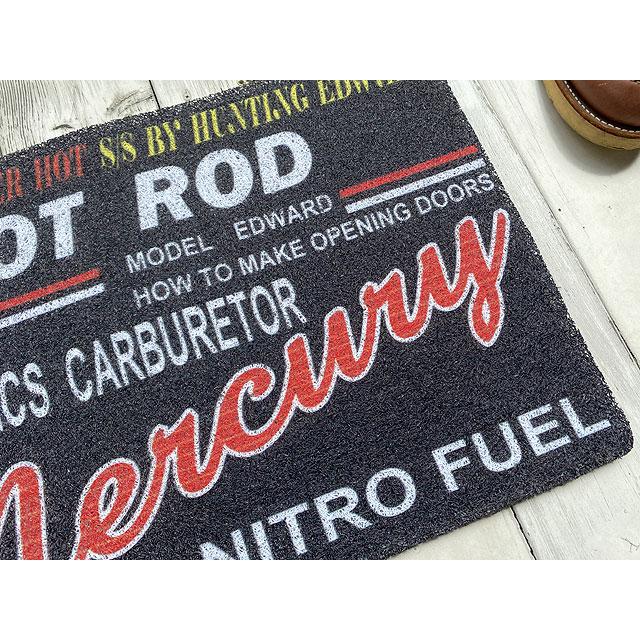 ER HOT S/S BY HUNTING EDW
OT ROD
MODEL EDWARD
HOW TO MAKE OPENING DOORS
ICS CARBURETOR
Mercury
NITRO FUEL